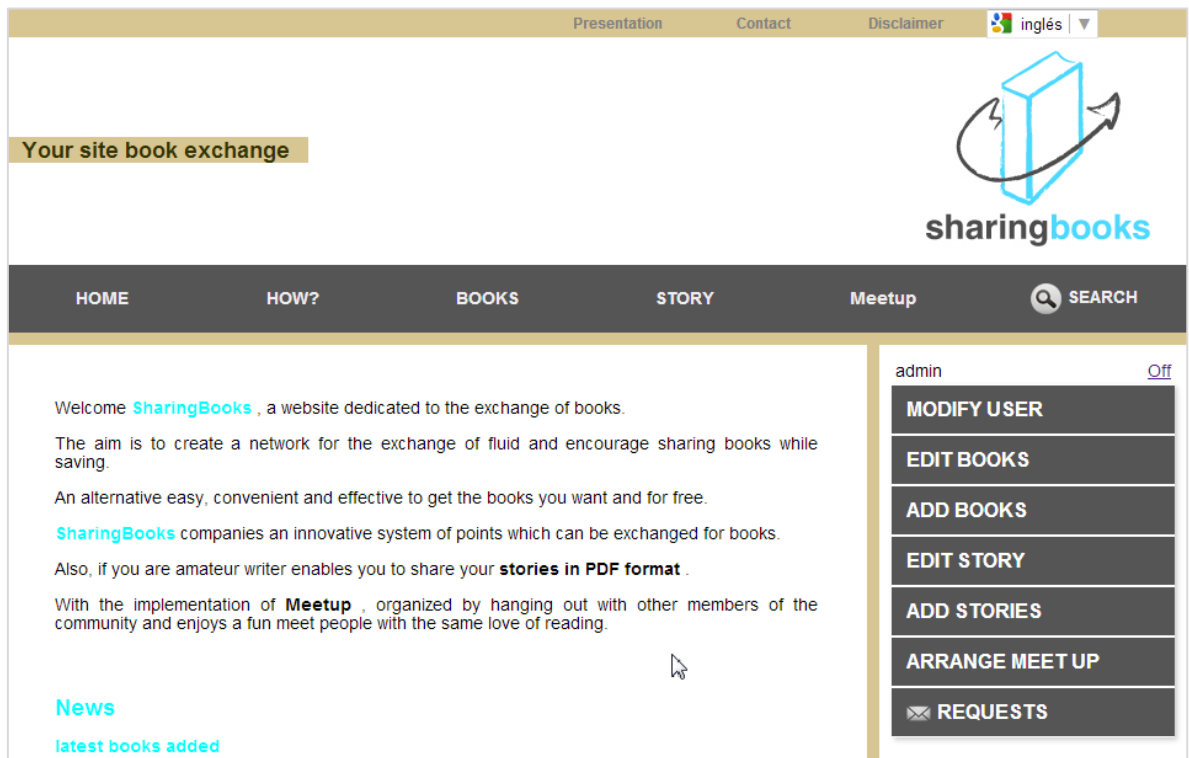 Presentation Contact Disclaimer inglés ▼
Your site book exchange
sharingbooks
HOME HOW? BOOKS STORY Meetup SEARCH
Welcome SharingBooks , a website dedicated to the exchange of books.
The aim is to create a network for the exchange of fluid and encourage sharing books while
saving.
An alternative easy, convenient and effective to get the books you want and for free.
SharingBooks companies an innovative system of points which can be exchanged for books.
Also, if you are amateur writer enables you to share your stories in PDF format .
With the implementation of Meetup , organized by hanging out with other members of the
community and enjoys a fun meet people with the same love of reading.
News
latest books added
admin Off
MODIFY USER
EDIT BOOKS
ADD BOOKS
EDIT STORY
ADD STORIES
ARRANGE MEET UP
REQUESTS